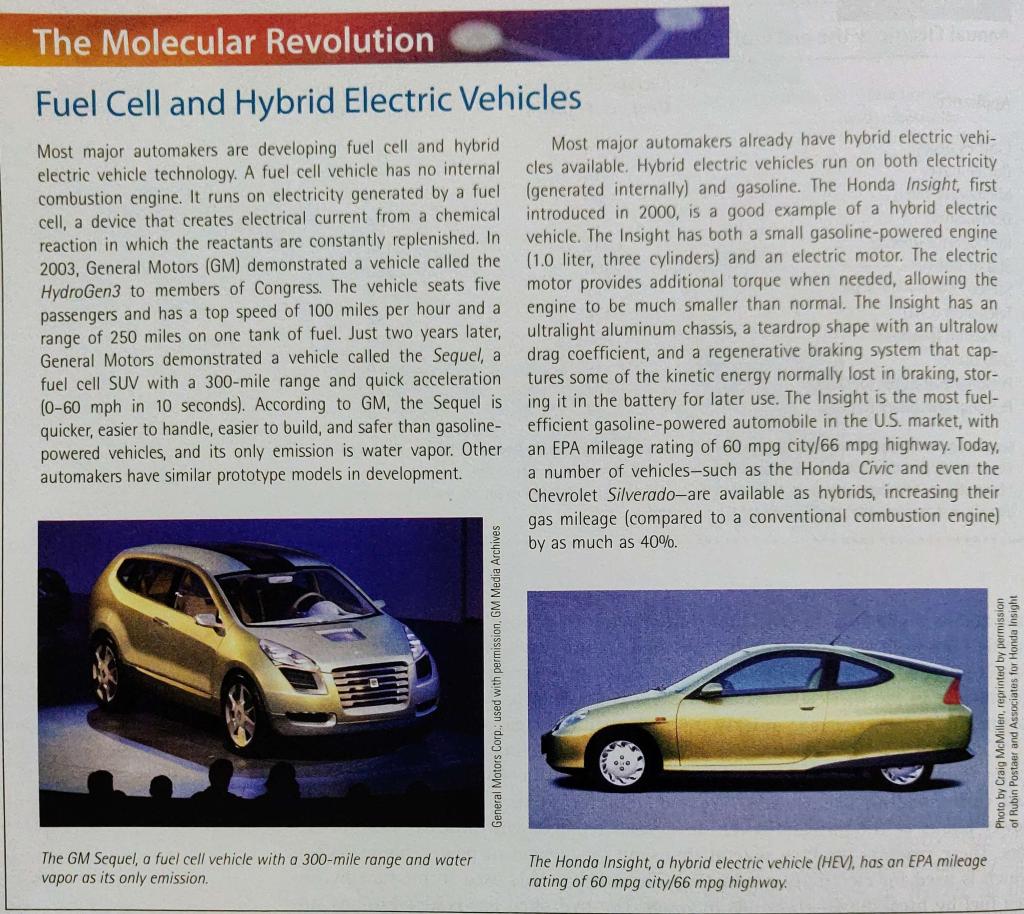 The Molecular Revolution
Fuel Cell and Hybrid Electric Vehicles
Most major automakers are developing fuel cell and hybrid
electric vehicle technology. A fuel cell vehicle has no internal
combustion engine. It runs on electricity generated by a fuel
cell, a device that creates electrical current from a chemical
reaction in which the reactants are constantly replenished. In
2003, General Motors (GM) demonstrated a vehicle called the
HydroGen3 to members of Congress. The vehicle seats five
passengers and has a top speed of 100 miles per hour and a
range of 250 miles on one tank of fuel. Just two years later,
General Motors demonstrated a vehicle called the Sequel, a
fuel cell SUV with a 300-mile range and quick acceleration
(0–60 mph in 10 seconds). According to GM, the Sequel is
quicker, easier to handle, easier to build, and safer than gasoline-
powered vehicles, and its only emission is water vapor. Other
automakers have similar prototype models in development.
General Motors Corp.; used with permission, GM Media Archives
The GM Sequel, a fuel cell vehicle with a 300-mile range and water
vapor as its only emission.
Most major automakers already have hybrid electric vehi-
cles available. Hybrid electric vehicles run on both electricity
(generated internally) and gasoline. The Honda Insight, first
introduced in 2000, is a good example of a hybrid electric
vehicle. The Insight has both a small gasoline-powered engine
(1.0 liter, three cylinders) and an electric motor. The electric
motor provides additional torque when needed, allowing the
engine to be much smaller than normal. The Insight has an
ultralight aluminum chassis, a teardrop shape with an ultralow
drag coefficient, and a regenerative braking system that cap-
tures some of the kinetic energy normally lost in braking, stor-
ing it in the battery for later use. The Insight is the most fuel-
efficient gasoline-powered automobile in the U.S. market, with
an EPA mileage rating of 60 mpg city/66 mpg highway. Today,
a number of vehicles—such as the Honda Civic and even the
Chevrolet Silverado—are available as hybrids, increasing their
gas mileage (compared to a conventional combustion engine)
by as much as 40%.
Photo by Craig McMillen, reprinted by permission
of Rubin Postaer and Associates for Honda Insight
The Honda Insight, a hybrid electric vehicle (HEV), has an EPA mileage
rating of 60 mpg city/66 mpg highway.